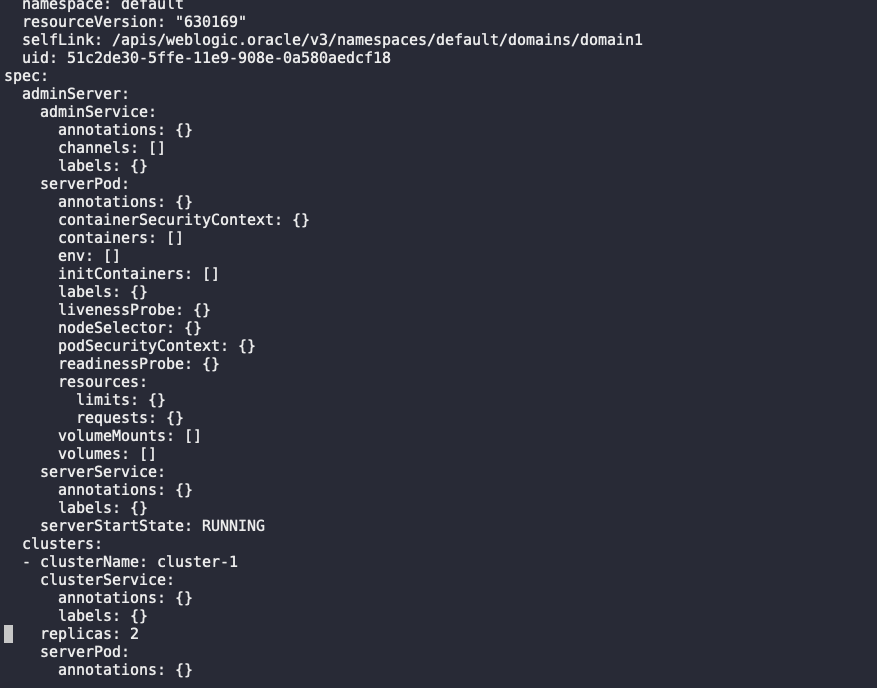 namespace: default
resourceVersion: "630169"
selfLink: /apis/weblogic.oracle/v3/namespaces/default/domains/domain1
uid: 51c2de30-5ffe-11e9-908e-0a580aedcf18
spec:
adminServer:
adminService:
annotations: {}
channels: []
labels: {}
serverPod:
annotations: {}
containerSecurityContext: {}
containers: []
env: []
initContainers: []
labels: {}
livenessProbe: {}
nodeSelector: {}
podSecurityContext: {}
readinessProbe: {}
resources:
limits: {}
requests: {}
volumeMounts: []
volumes: []
serverService:
annotations: {}
labels: {}
serverStartState: RUNNING
clusters:
- clusterName: cluster-1
clusterService:
annotations: {}
labels: {}
replicas: 2
serverPod:
annotations: {}